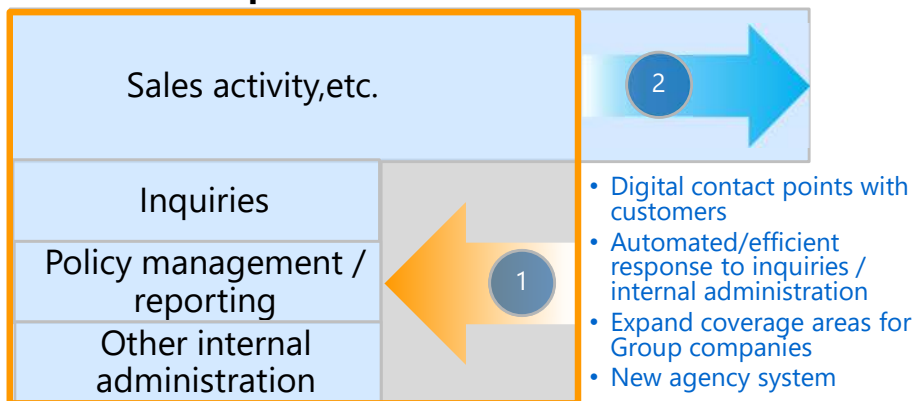 Sales activity,etc.
2
Inquiries
Policy management /
reporting
Other internal
administration
1
• Digital contact points with
customers
• Automated/efficient
response to inquiries /
internal administration
• Expand coverage areas for
Group companies
• New agency system